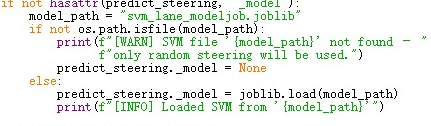 if not hasattr(predict_steering, "_model"):
    model_path = "svm_lane_modeljob.joblib"
    if not os.path.isfile(model_path):
        print(f"[WARN] SVM file '{model_path}' not found - "
              f"only random steering will be used.")
        predict_steering._model = None
    else:
        predict_steering._model = joblib.load(model_path)
        print(f"[INFO] Loaded SVM from '{model_path}'")